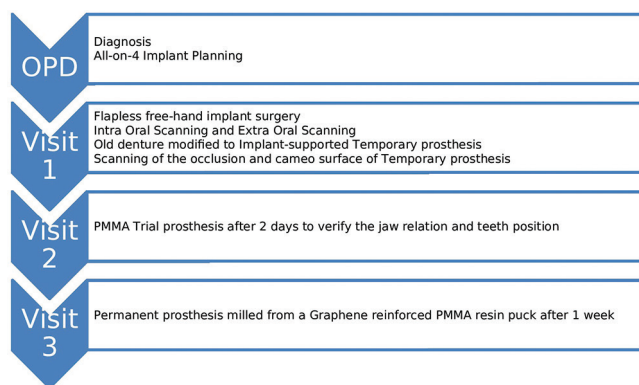 OPD
Diagnosis
All-on-4 Implant Planning
Visit
1
Flapless free-hand implant surgery
Intra Oral Scanning and Extra Oral Scanning
Old denture modified to Implant-supported Temporary prosthesis
Scanning of the occlusion and cameo surface of Temporary prosthesis
Visit
2
PMMA Trial prosthesis after 2 days to verify the jaw relation and teeth position
Visit
3
Permanent prosthesis milled from a Graphene reinforced PMMA resin puck after 1 week